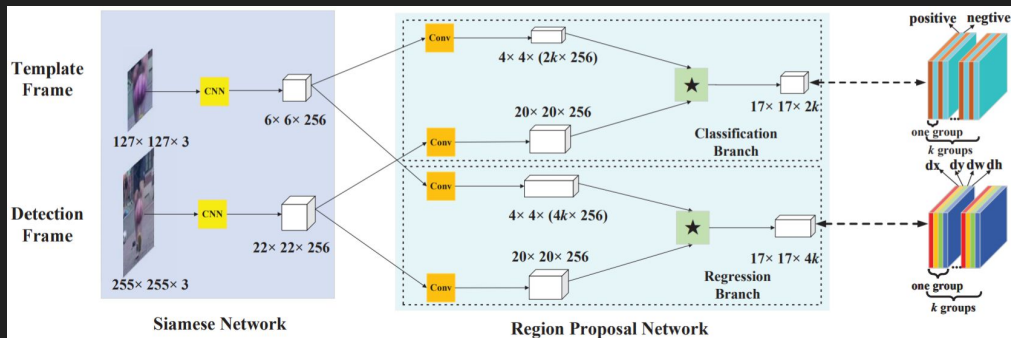 Template
Frame
127× 127× 3
CNN
6× 6× 256
Detection
Frame
255× 255× 3
CNN
22× 22× 256
Siamese Network
Conv
4× 4× (2k× 256)
20× 20× 256
Conv
★
17× 17× 2k
Classification
Branch
Conv
4× 4× (4k× 256)
20× 20× 256
Conv
★
17× 17× 4k
Regression
Branch
Region Proposal Network
positive
negtive
one group
...
k groups
dx
dy
dw
dh
one group
...
k groups